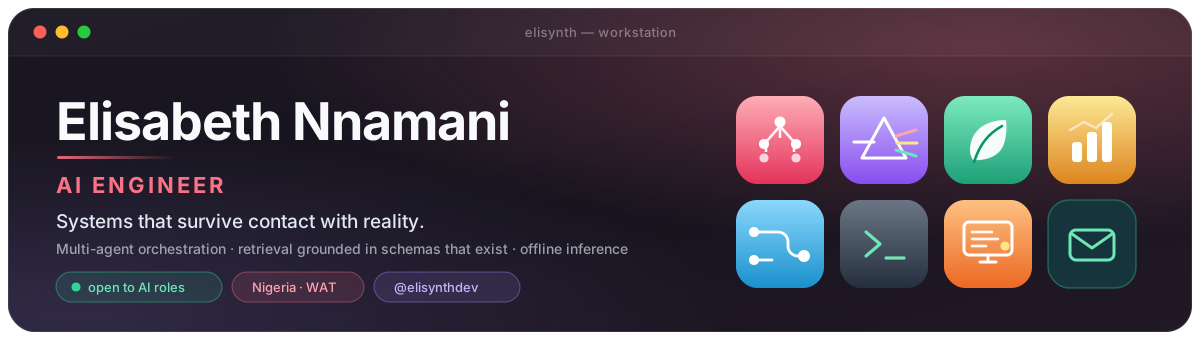 elisynth — workstation
Elisabeth Nnamani
AI ENGINEER
Systems that survive contact with reality.
Multi-agent orchestration · retrieval grounded in schemas that exist · offline inference
open to AI roles
Nigeria · WAT
@elisynthdev